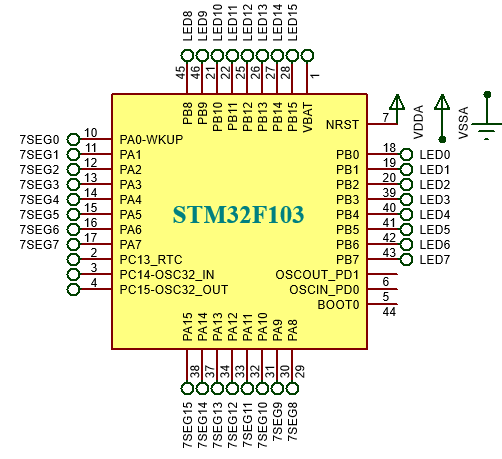 LED8
LED9
LED10
LED11
LED12
LED13
LED14
LED15
45
46
21
22
25
26
27
28
1
PB8
PB9
PB10
PB11
PB12
PB13
PB14
PB15
VBAT
NRST
7
VDDA
VSSA
7SEG0 10 PA0-WKUP
7SEG1 11 PA1
7SEG2 12 PA2
7SEG3 13 PA3
7SEG4 14 PA4
7SEG5 15 PA5
7SEG6 16 PA6
7SEG7 17 PA7
2 PC13_RTC
3 PC14-OSC32_IN
4 PC15-OSC32_OUT
STM32F103
PB0 18 LED0
PB1 19 LED1
PB2 20 LED2
PB3 39 LED3
PB4 40 LED4
PB5 41 LED5
PB6 42 LED6
PB7 43 LED7
OSCOUT_PD1 6
OSCIN_PD0 5
BOOT0 44
PA15
PA14
PA13
PA12
PA11
PA10
PA9
PA8
38
37
34
33
32
31
30
29
7SEG15
7SEG14
7SEG13
7SEG12
7SEG11
7SEG10
7SEG9
7SEG8